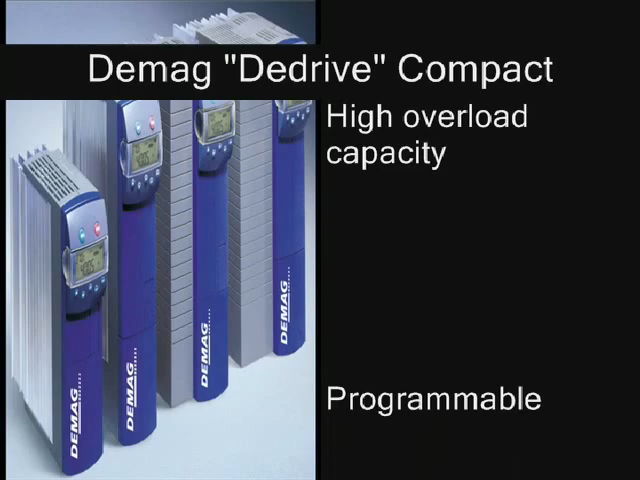 Demag "Dedrive" Compact
High overload
capacity
DEMAG
DEMAG
DEMAG
DEMAG
Programmable